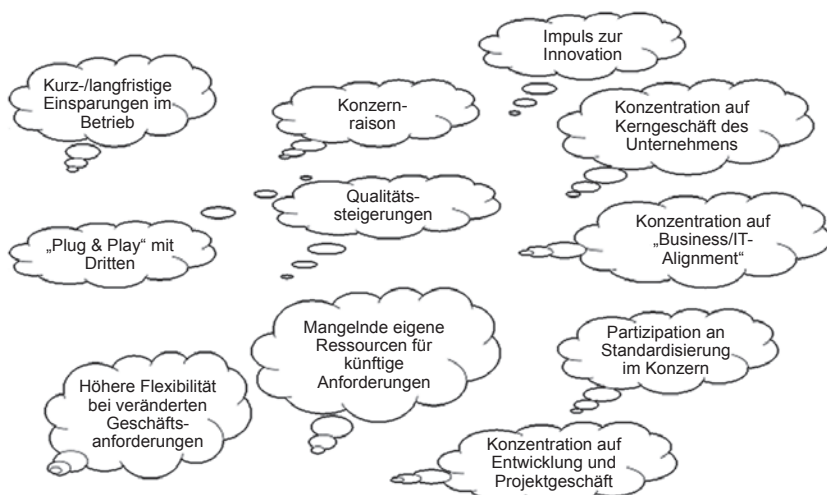 Impuls zur
Innovation
Kurz-/langfristige
Einsparungen im
Betrieb
Konzern-
raison
Konzentration auf
Kerngeschäft des
Unternehmens
Qualitäts-
steigerungen
„Plug & Play“ mit
Dritten
Konzentration auf
„Business/IT-
Alignment“
Mangelnde eigene
Ressourcen für
künftige
Anforderungen
Partizipation an
Standardisierung
im Konzern
Höhere Flexibilität
bei veränderten
Geschäfts-
anforderungen
Konzentration auf
Entwicklung und
Projektgeschäft